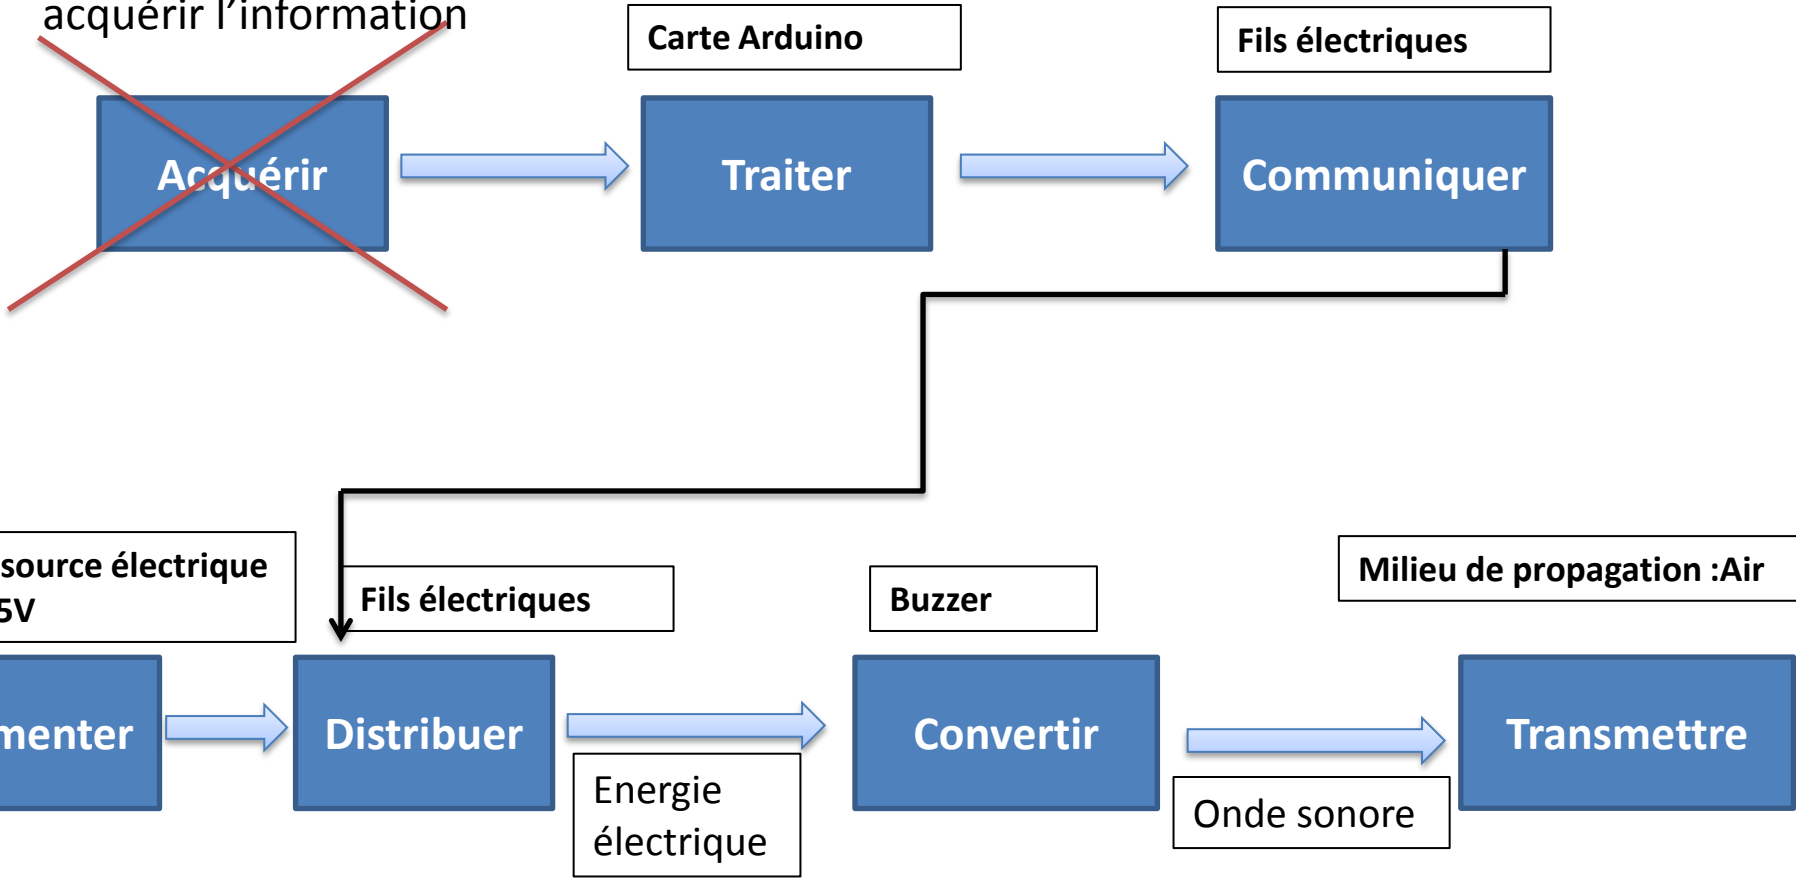 acquérir l’information
Carte Arduino
Fils électriques
Acquérir
Traiter
Communiquer
source électrique
5V
Fils électriques
Buzzer
Milieu de propagation :Air
menter
Distribuer
Convertir
Transmettre
Energie
électrique
Onde sonore